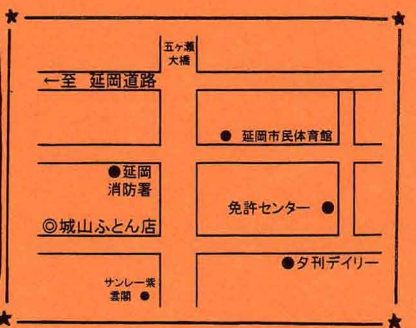 五ヶ瀬
大橋
←至 延岡道路
● 延岡市民体育館
●延岡
消防署
免許センター ●
◎城山ふとん店
●夕刊デイリー
サンレー紫
雲閣 ●